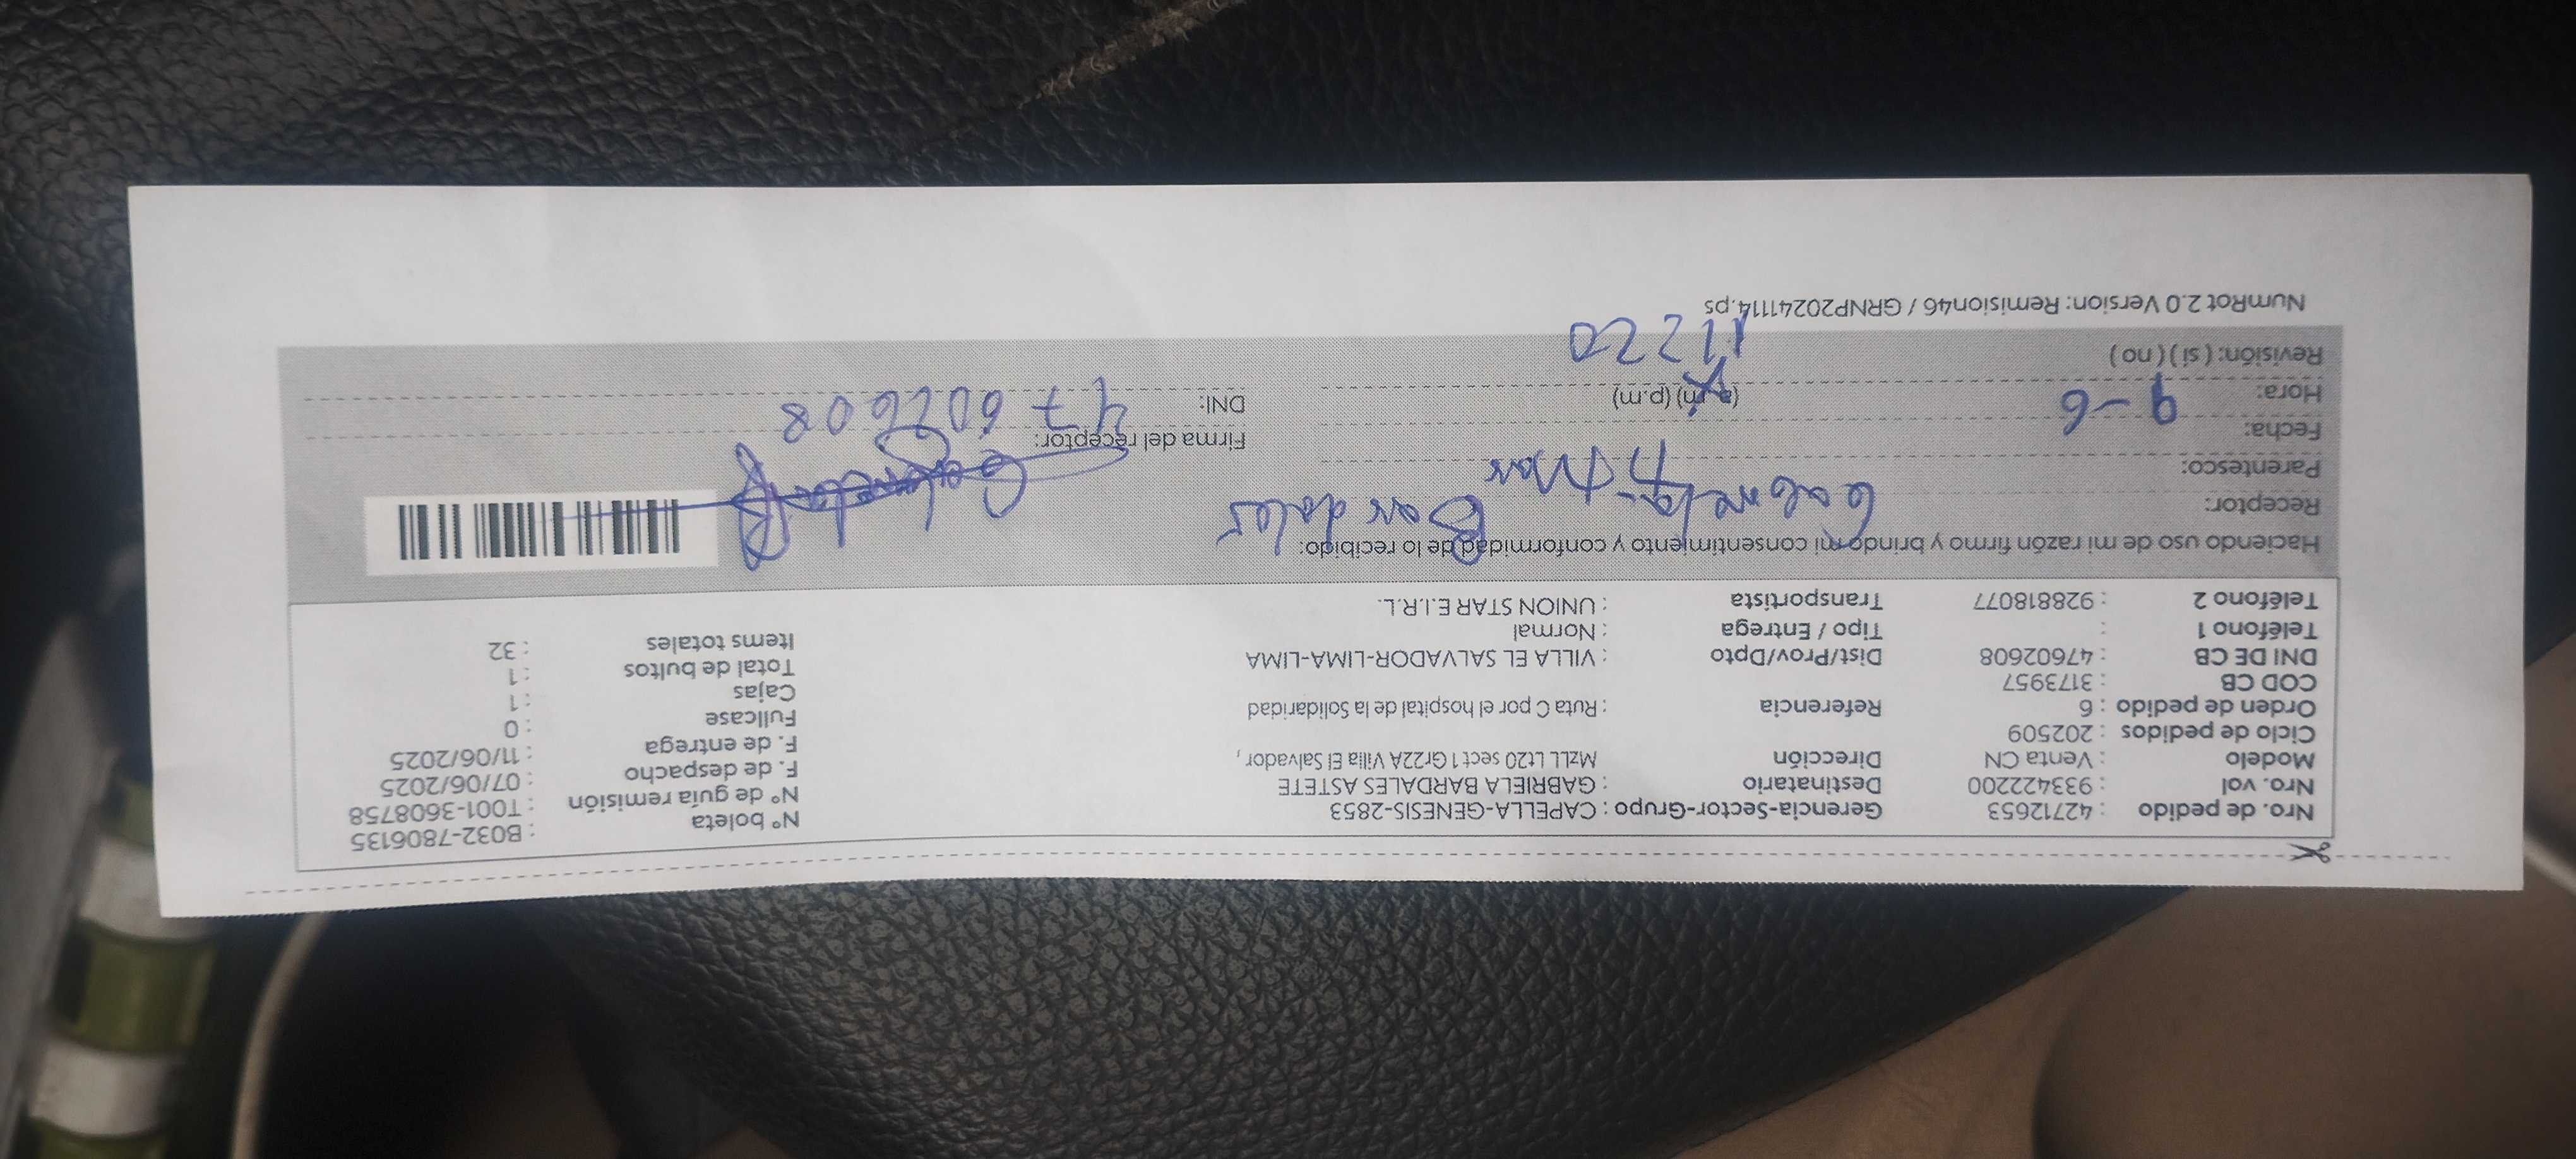 Nro. de pedido : 42712653 Gerencia-Sector-Grupo : CAPELLA-GENESIS-2853 N° boleta : B032-7806135
Nro. vol : 933422200 Destinatario : GABRIELA BARDALES ASTETE N° de guía remisión : T001-3608758
Modelo : Venta CN Dirección MzLL Lt20 sect 1 Gr22A Villa El Salvador , F. de despacho : 07/06/2025
Ciclo de pedidos : 202509 F. de entrega : 11/06/2025
Orden de pedido : 6 Referencia : Ruta C por el hospital de la Solidaridad Fullcase : 0
COD CB : 3173957 Cajas : 1
DNI DE CB : 47602608 Dist/Prov/Dpto : VILLA EL SALVADOR-LIMA-LIMA Total de bultos : 1
Teléfono 1 : Tipo / Entrega : Normal Items totales : 32
Teléfono 2 : 928818077 Transportista : UNION STAR E.I.R.L.
Haciendo uso de mi razón firmo y brindo mi consentimiento y conformidad de lo recibido:
Receptor: Gabriela Bardales
Parentesco:
Fecha: 9-6 Firma del receptor:
Hora: (a.m) (p.m) DNI: 47602608
11220
Revisión: ( si ) ( no )
NumRot 2.0 Version: Remision46 / GRNP20241114.ps